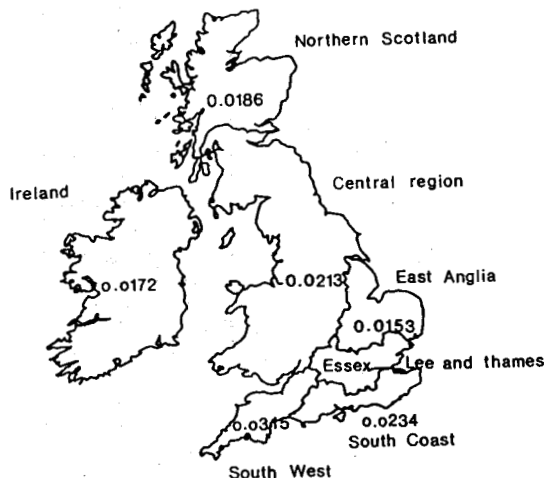 Northern Scotland
0.0186
Ireland
Central region
0.0172
0.0213
East Anglia
0.0153
Essex
Lee and thames
0.0315
0.0234
South Coast
South West